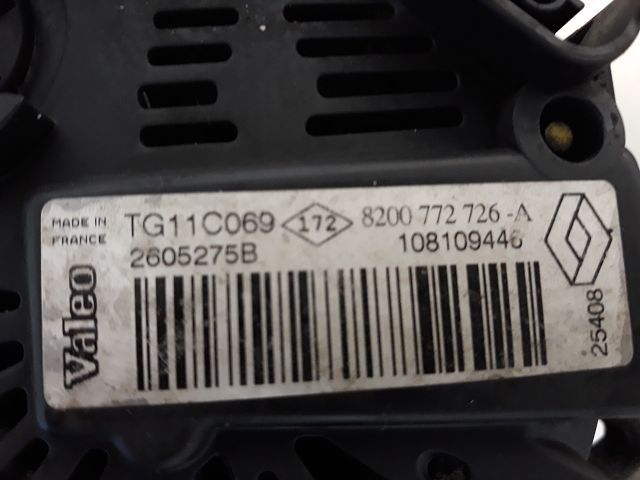 MADE IN
FRANCE
TG11C069 172 8200 772 726 -A
2605275B 108109446
Valeo
25408